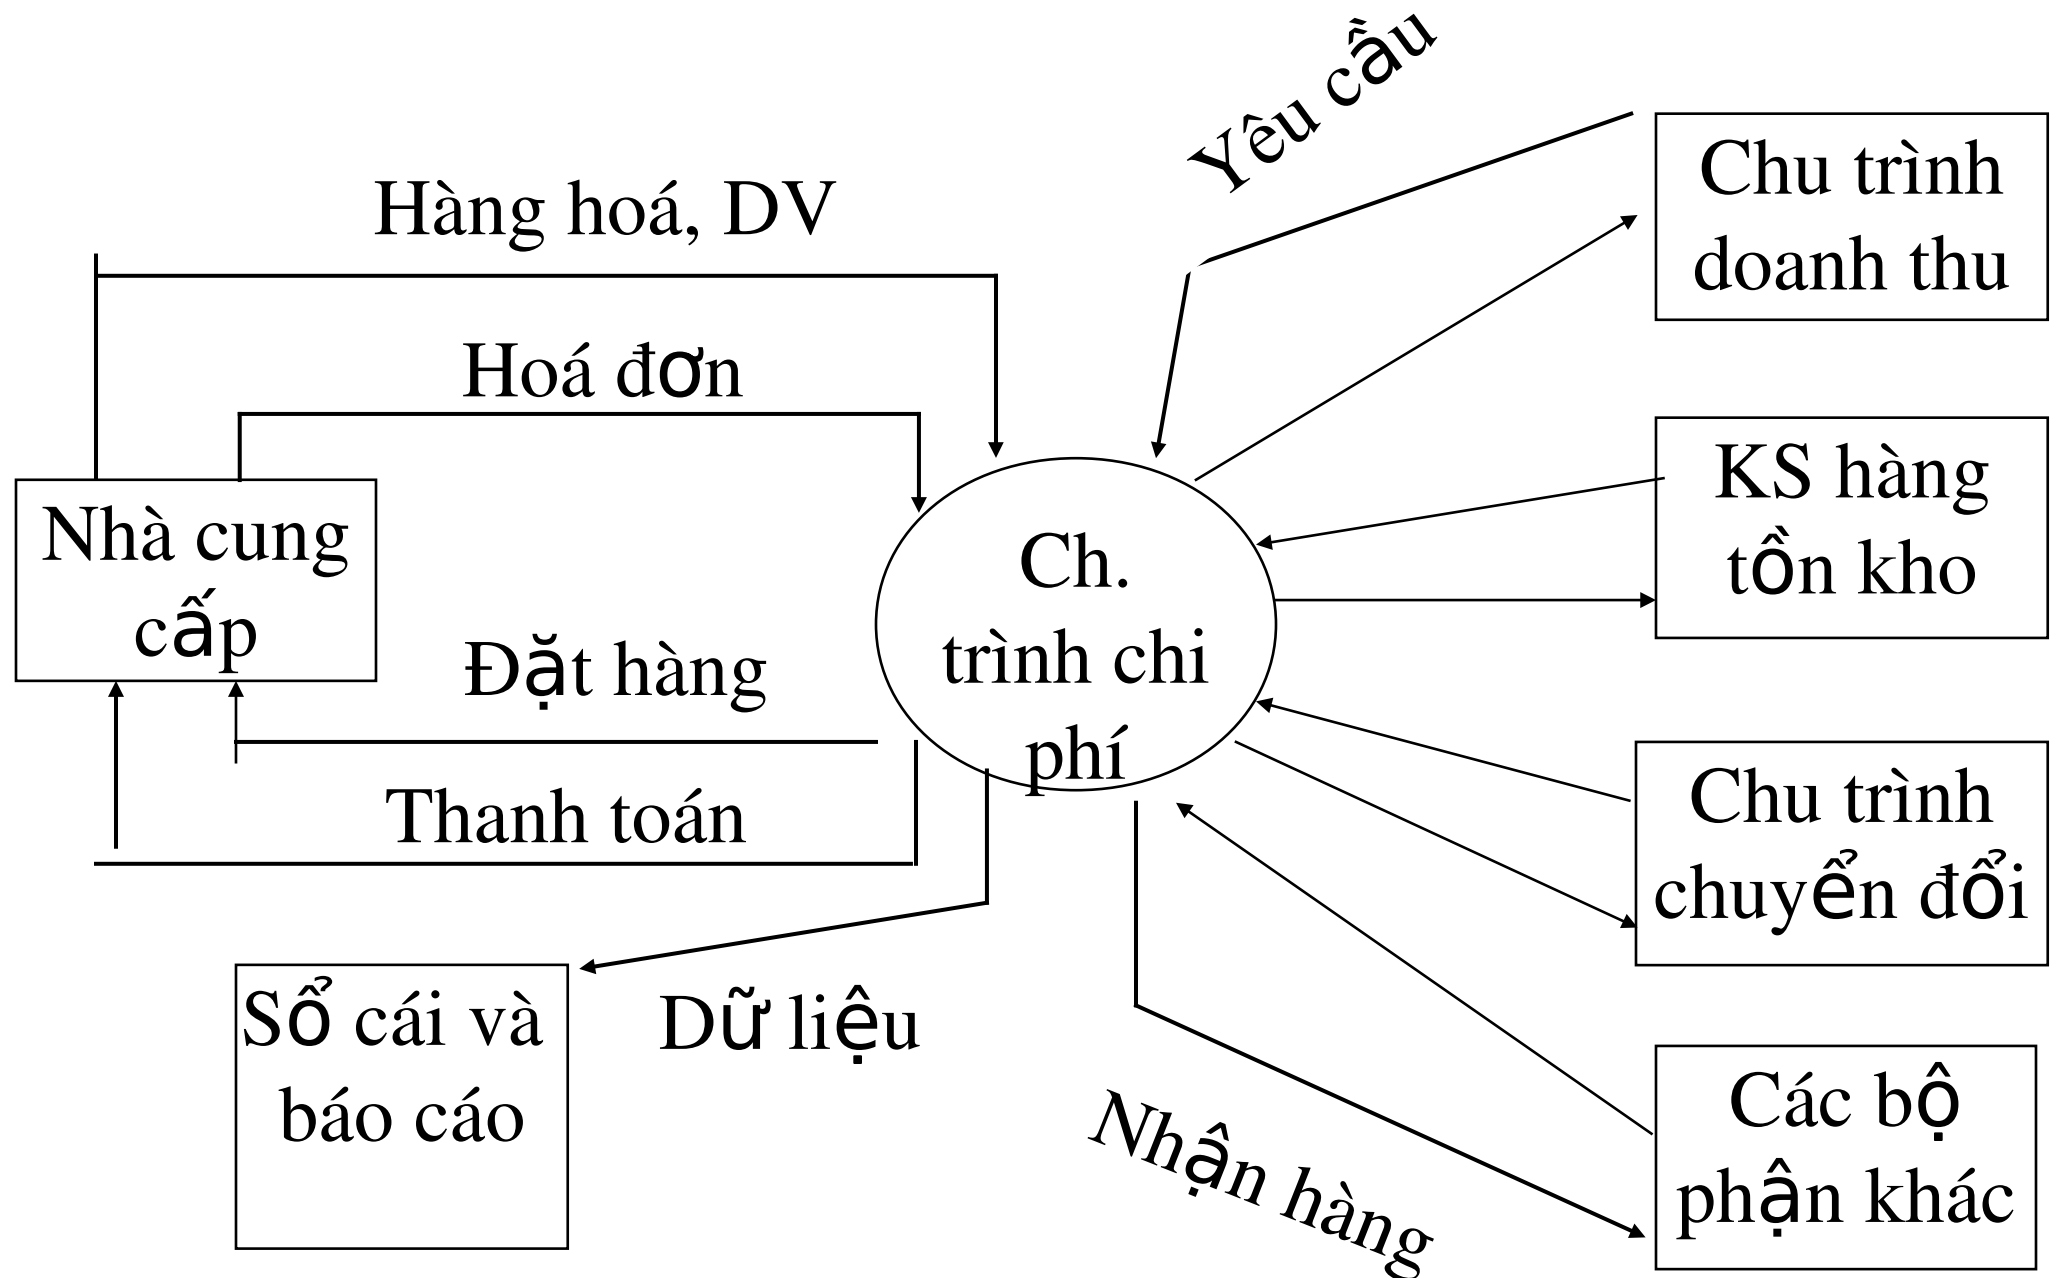 Yêu cầu
Chu trình
doanh thu
Hàng hoá, DV
Hoá đơn
KS hàng
tồn kho
Nhà cung
cấp
Ch.
trình chi
phí
Đặt hàng
Thanh toán
Chu trình
chuyển đổi
Sổ cái và
báo cáo
Dữ liệu
Nhận hàng
Các bộ
phận khác